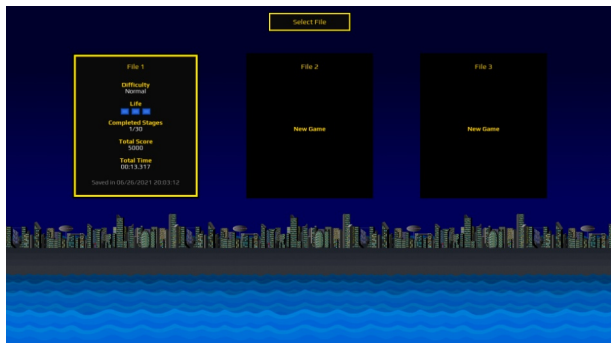 Select File
File 1
Difficulty
Normal
Life
Completed Stages
1/30
Total Score
5000
Total Time
00:13.317
Saved in 06/26/2021 20:03:12
File 2
New Game
File 3
New Game